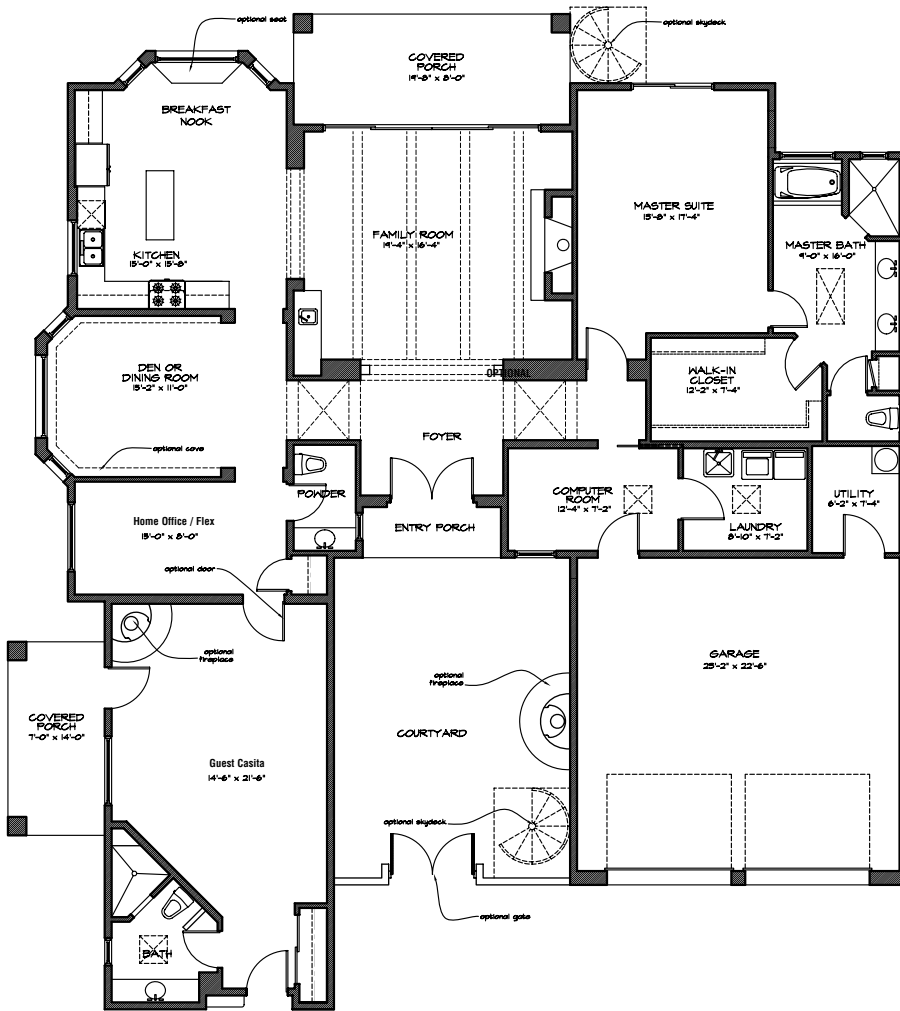 optional seat
optional skydeck
COVERED
PORCH
19'-8" x 8'-0"
BREAKFAST
NOOK
MASTER SUITE
15'-8" x 17'-4"
FAMILY ROOM
19'-4" x 16'-4"
KITCHEN
15'-0" x 15'-8"
MASTER BATH
9'-0" x 16'-0"
DEN OR
DINING ROOM
15'-2" x 11'-0"
OPTIONAL
WALK-IN
CLOSET
12'-2" x 7'-4"
FOYER
optional cove
POWDER
COMPUTER
ROOM
12'-4" x 7'-2"
UTILITY
6'-2" x 7'-4"
Home Office / Flex
13'-0" x 8'-0"
ENTRY PORCH
LAUNDRY
8'-10" x 7'-2"
optional door
optional
fireplace
GARAGE
25'-2" x 22'-6"
optional
fireplace
COVERED
PORCH
7'-0" x 14'-0"
COURTYARD
Guest Casita
14'-6" x 21'-6"
optional skydeck
optional gate
BATH